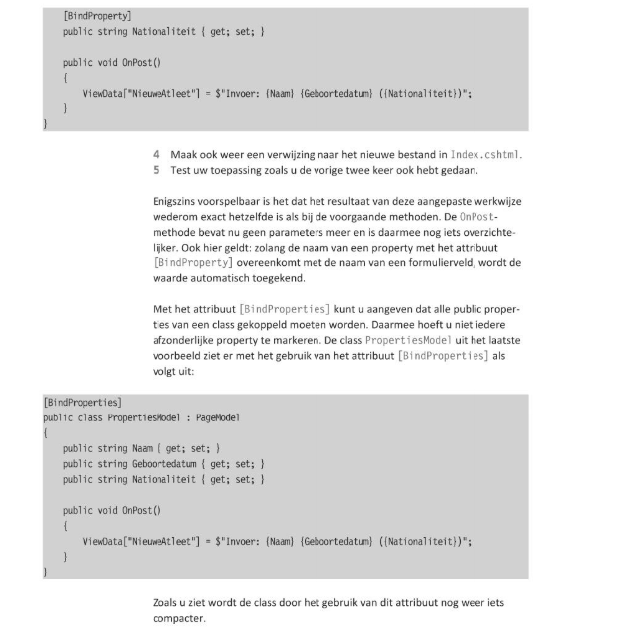 [BindProperty]
public string Nationaliteit { get; set; }
public void OnPost()
{
ViewData["NieuweAtleet"] = $"Invoer: {Naam} {Geboortedatum} ({Nationaliteit})";
}
}
4 Maak ook weer een verwijzing naar het nieuwe bestand in Index.cshtml.
5 Test uw toepassing zoals u de vorige twee keer ook hebt gedaan.
Enigszins voorspelbaar is het dat het resultaat van deze aangepaste werkwijze
wederom exact hetzelfde is als bij de voorgaande methoden. De OnPost-
methode bevat nu geen parameters meer en is daarmee nog iets overzichte-
lijker. Ook hier geldt: zolang de naam van een property met het attribuut
[BindProperty] overeenkomt met de naam van een formulierveld, wordt de
waarde automatisch toegekend.
Met het attribuut [BindProperties] kunt u aangeven dat alle public proper-
ties van een class gekoppeld moeten worden. Daarmee hoeft u niet iedere
afzonderlijke property te markeren. De class PropertiesModel uit het laatste
voorbeeld ziet er met het gebruik van het attribuut [BindProperties] als
volgt uit:
[BindProperties]
public class PropertiesModel : PageModel
{
public string Naam { get; set; }
public string Geboortedatum { get; set; }
public string Nationaliteit { get; set; }
public void OnPost()
{
ViewData["NieuweAtleet"] = $"Invoer: {Naam} {Geboortedatum} ({Nationaliteit})";
}
}
Zoals u ziet wordt de class door het gebruik van dit attribuut nog weer iets
compacter.